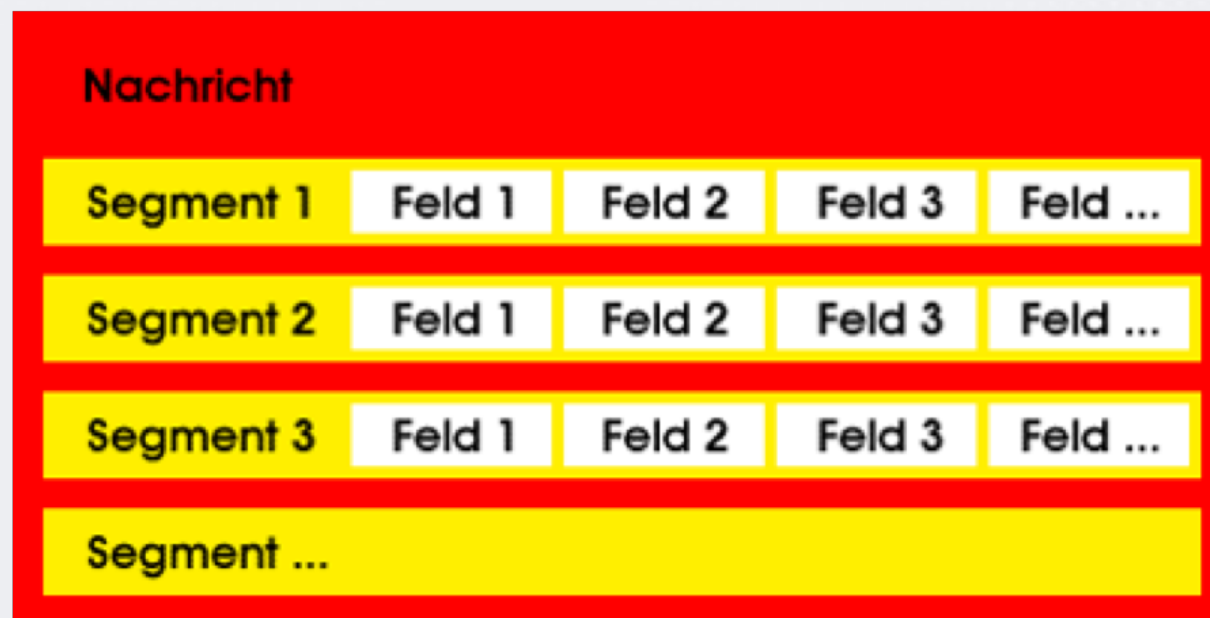 Nachricht
Segment 1 Feld 1 Feld 2 Feld 3 Feld ...
Segment 2 Feld 1 Feld 2 Feld 3 Feld ...
Segment 3 Feld 1 Feld 2 Feld 3 Feld ...
Segment ...